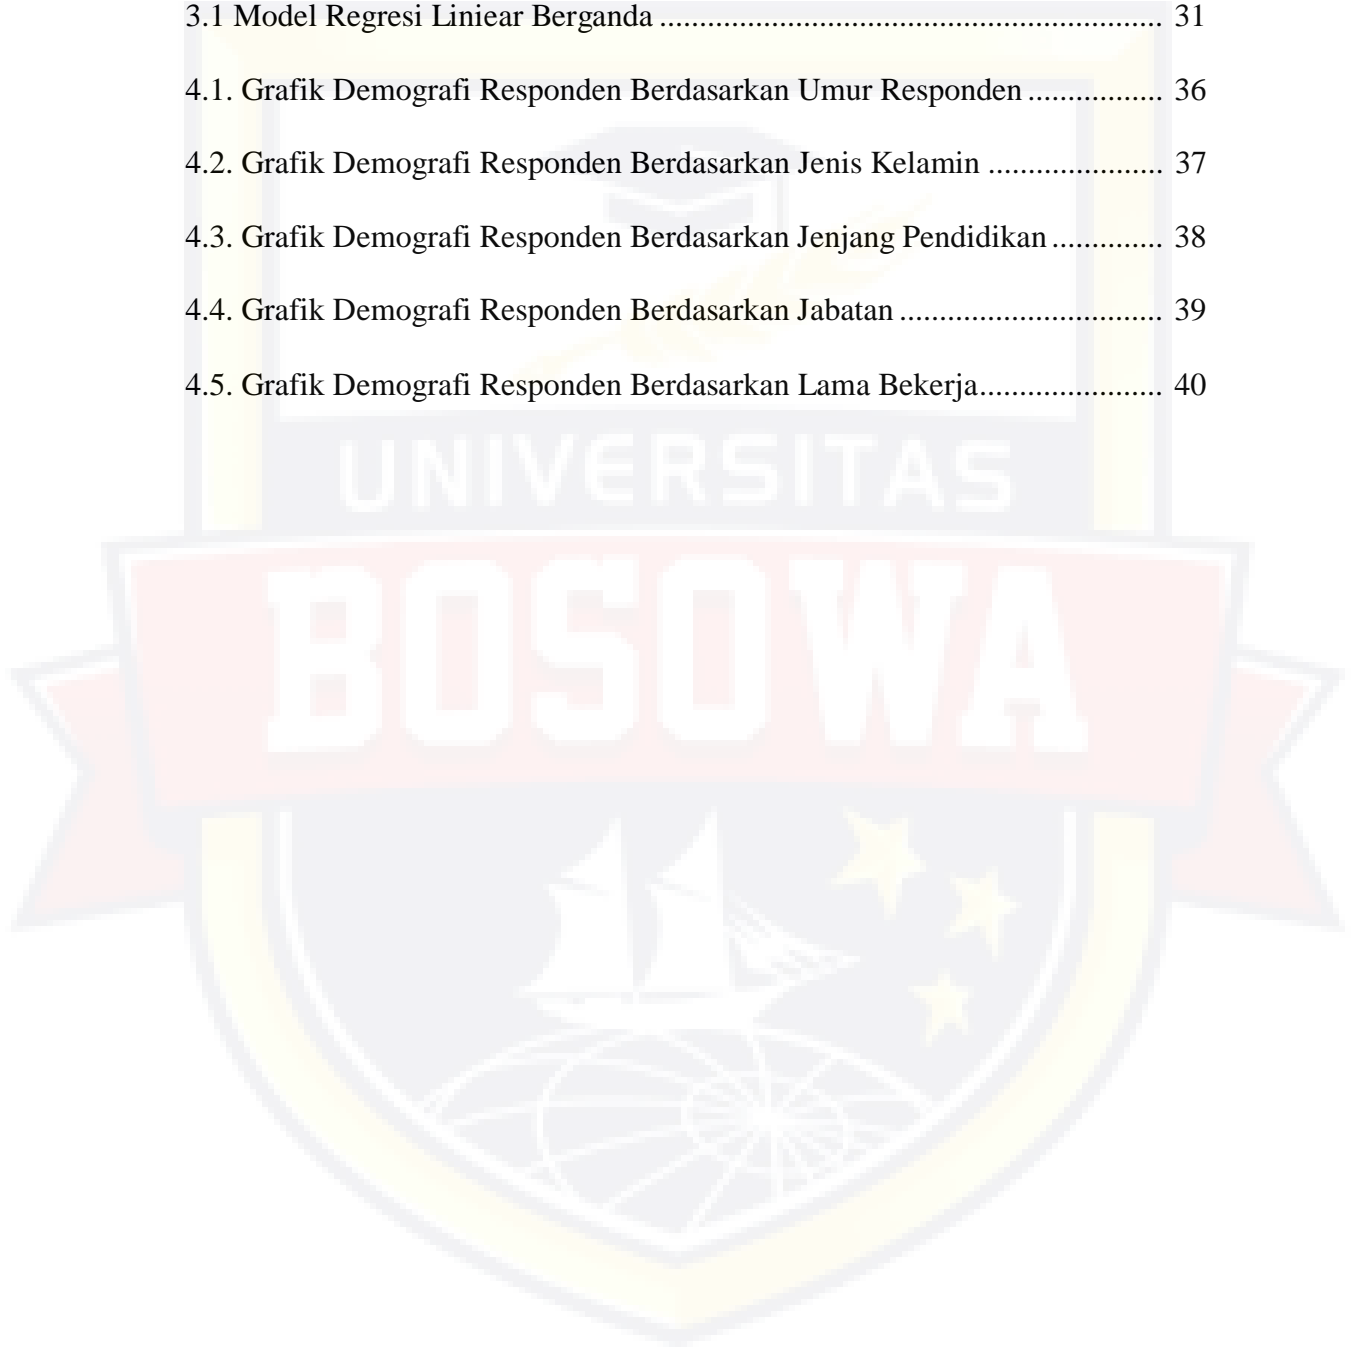 3.1 Model Regresi Liniear Berganda ............................................................... 31
4.1. Grafik Demografi Responden Berdasarkan Umur Responden ................ 36
4.2. Grafik Demografi Responden Berdasarkan Jenis Kelamin ..................... 37
4.3. Grafik Demografi Responden Berdasarkan Jenjang Pendidikan ............. 38
4.4. Grafik Demografi Responden Berdasarkan Jabatan ............................... 39
4.5. Grafik Demografi Responden Berdasarkan Lama Bekerja...................... 40
UNIVERSITAS
BOSOWA